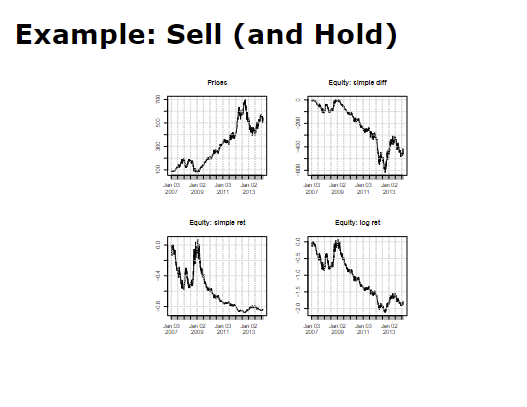 Example: Sell (and Hold)
Prices
700
500
300
100
Jan 03
2007
Jan 02
2009
Jan 03
2011
Jan 02
2013
Equity: simple diff
0
-200
-400
-600
Jan 03
2007
Jan 02
2009
Jan 03
2011
Jan 02
2013
Equity: simple ret
0.0
-0.4
-0.8
Jan 03
2007
Jan 02
2009
Jan 03
2011
Jan 02
2013
Equity: log ret
0.0
-0.5
-1.0
-1.5
-2.0
Jan 03
2007
Jan 02
2009
Jan 03
2011
Jan 02
2013